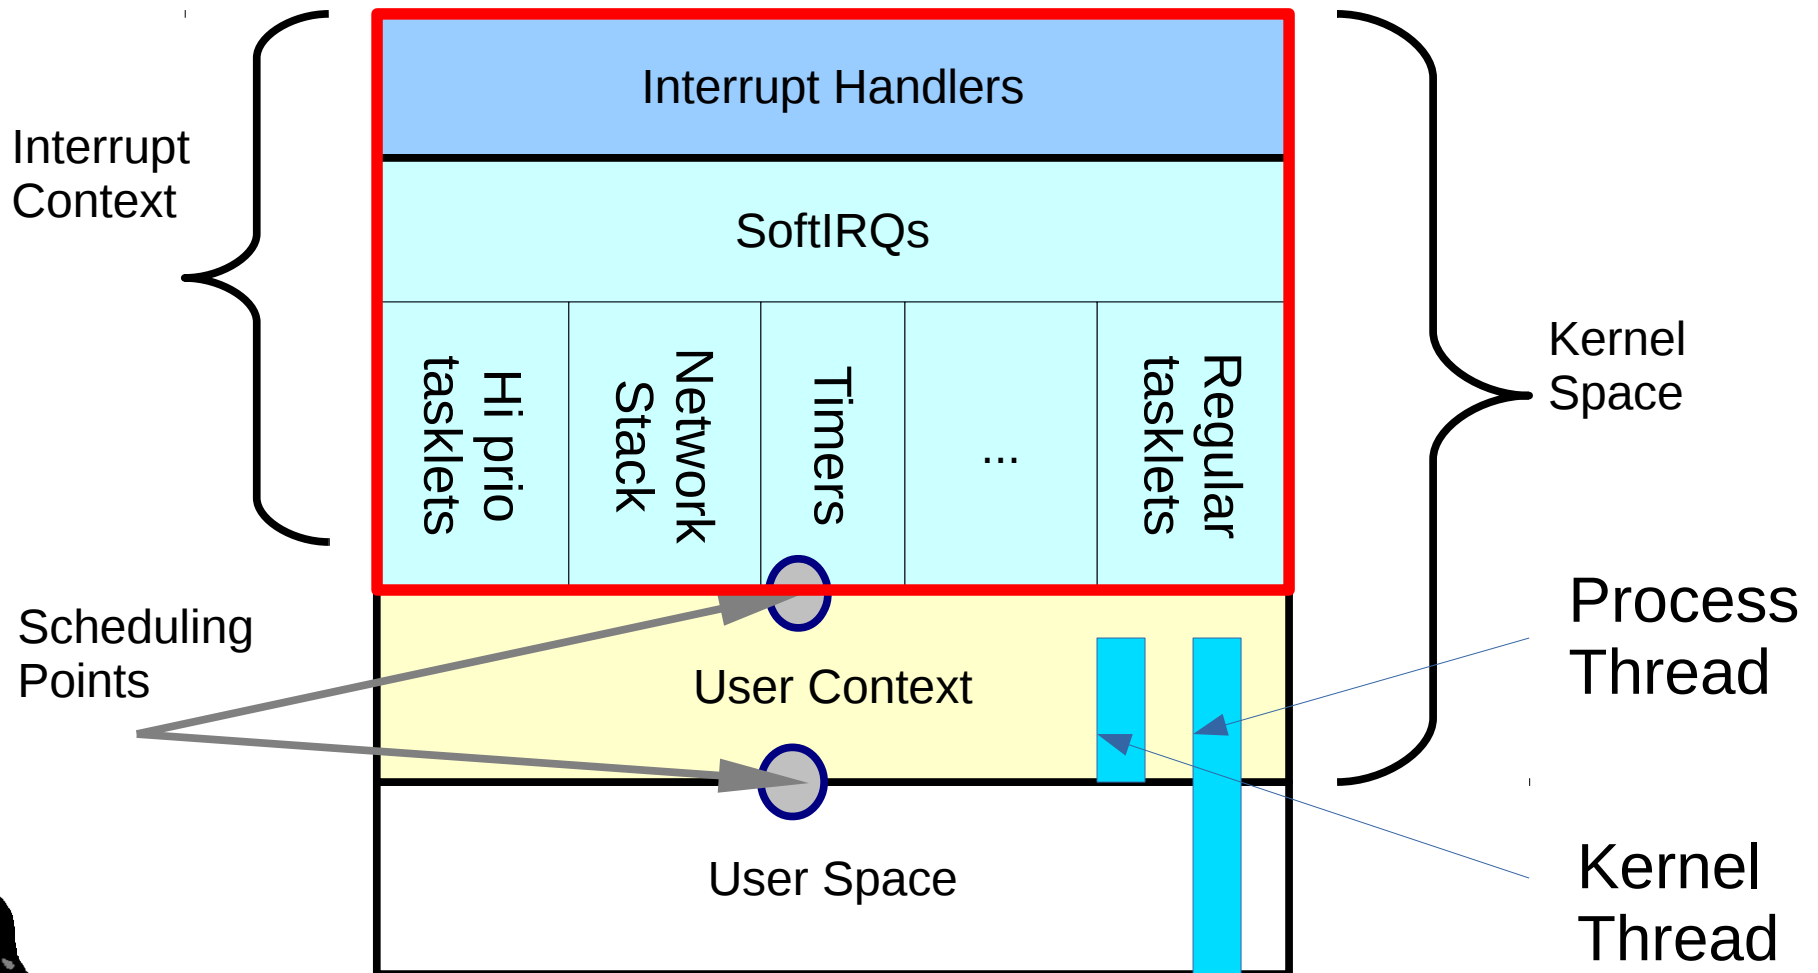 Interrupt Handlers
Interrupt
Context
SoftIRQs
Hi prio
tasklets
Network
Stack
Timers
...
Regular
tasklets
Kernel
Space
Scheduling
Points
User Context
Process
Thread
User Space
Kernel
Thread